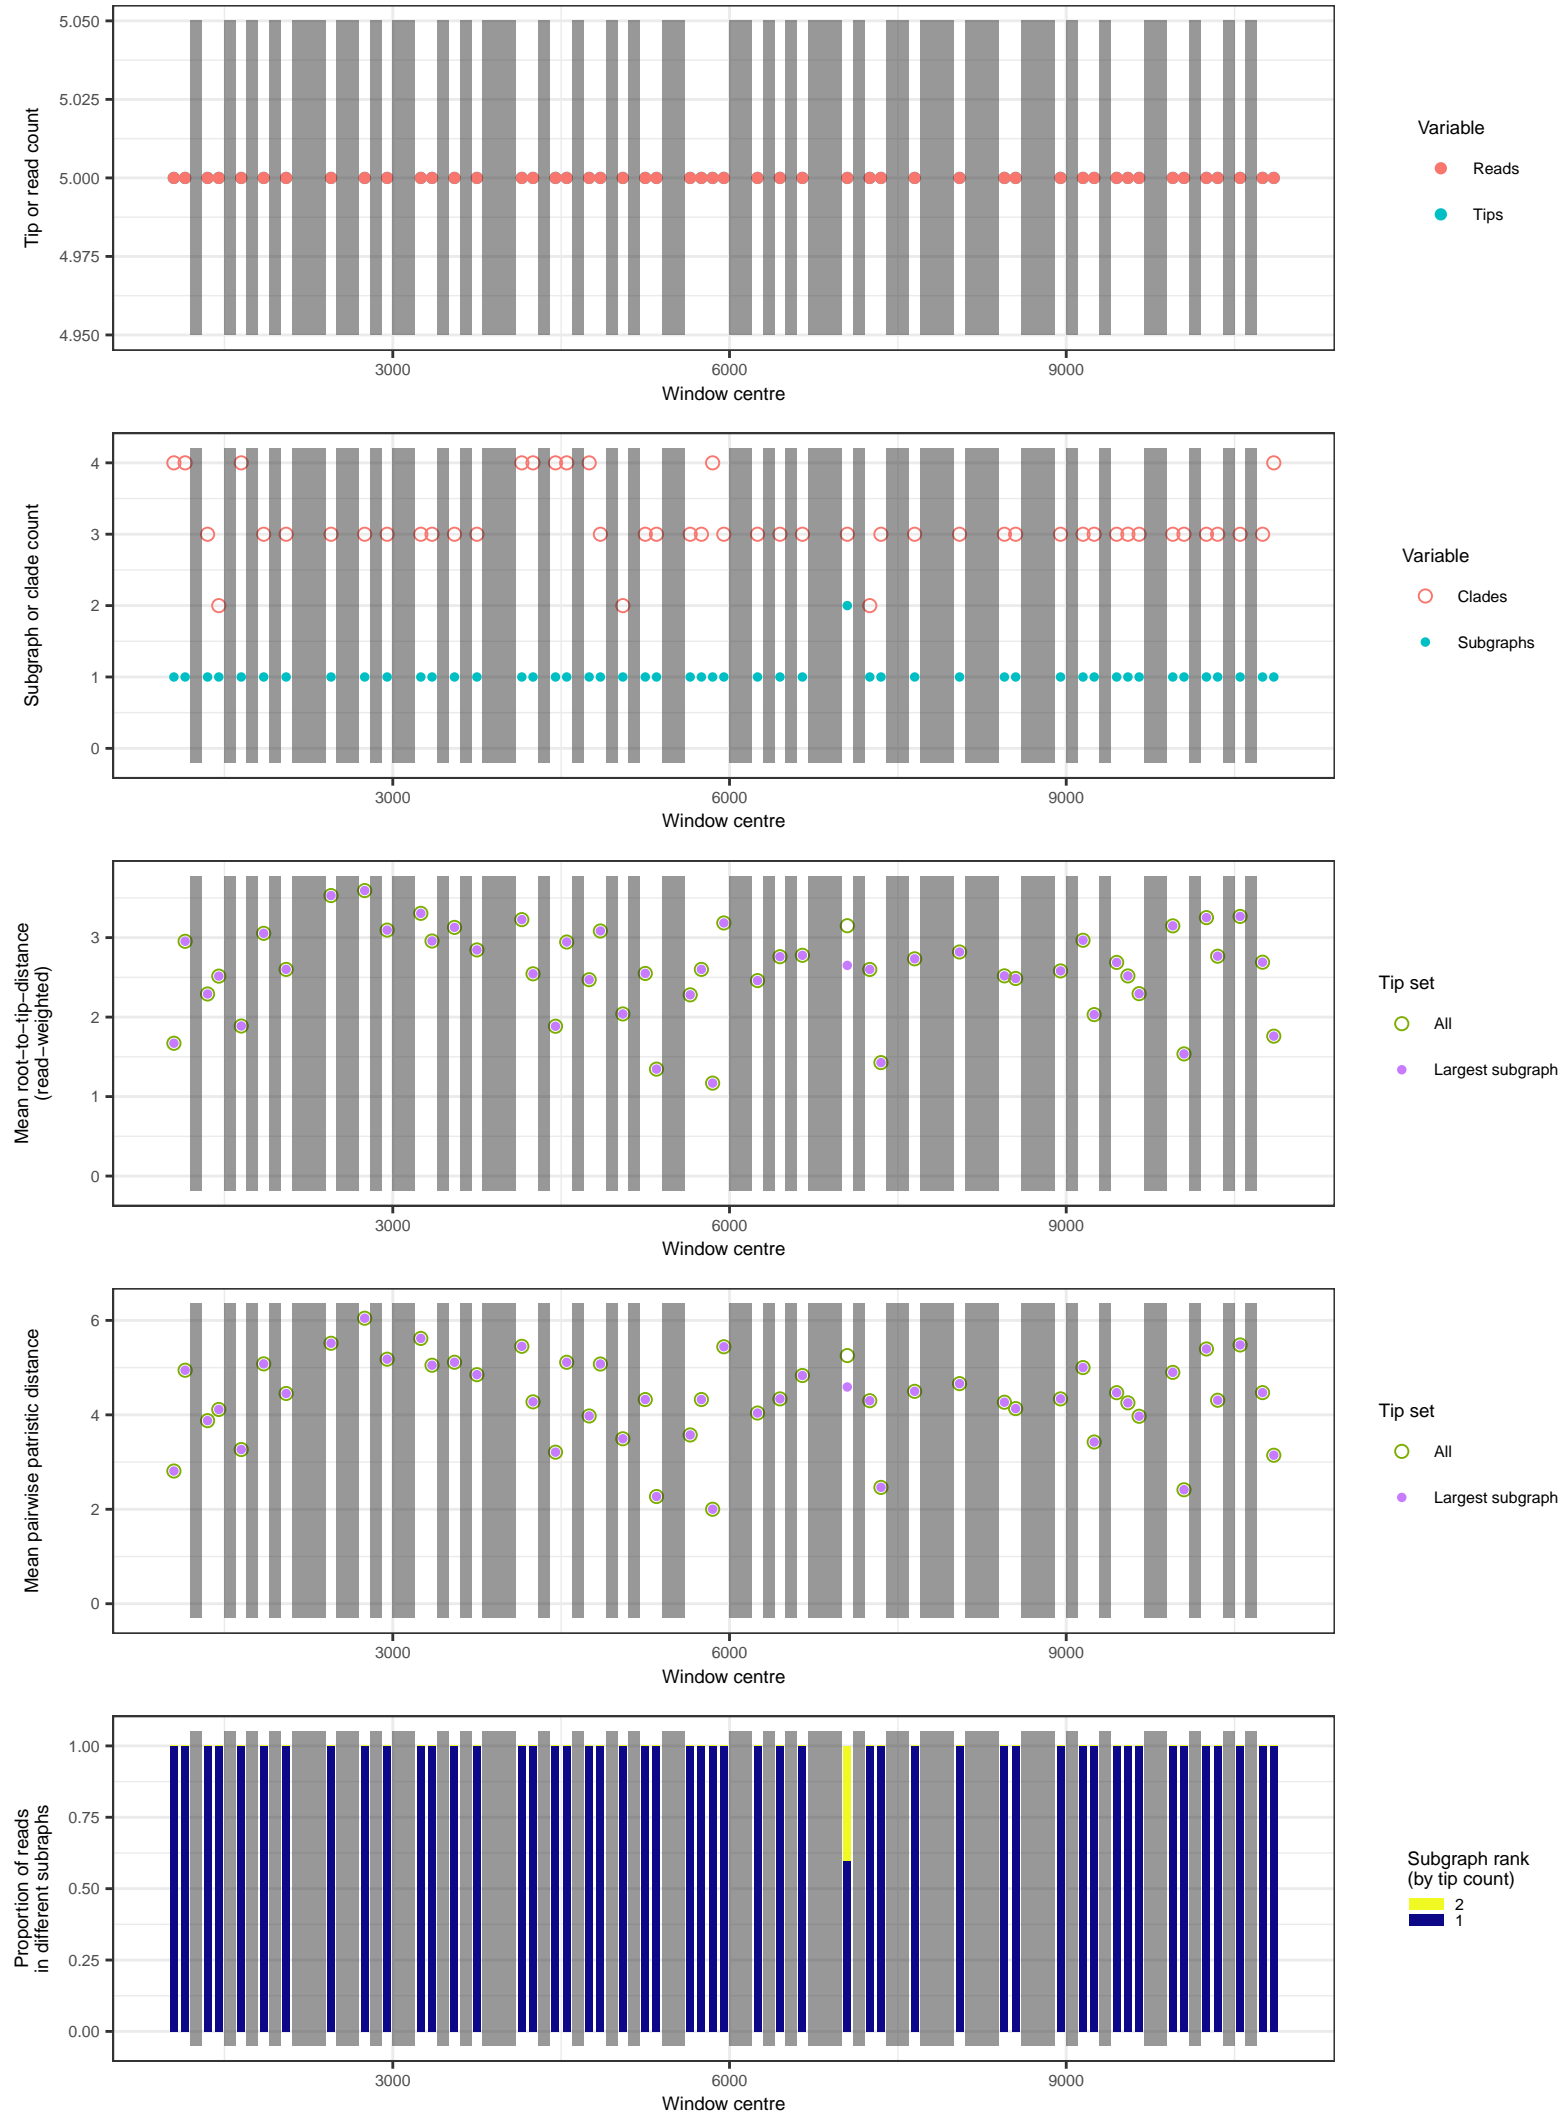 5.050
5.025
5.000
4.975
4.950
Tip or read count
3000 6000 9000
Window centre
Variable
Reads
Tips
4
3
2
1
0
Subgraph or clade count
3000 6000 9000
Window centre
Variable
Clades
Subgraphs
3
2
1
0
Mean root−to−tip−distance
(read−weighted)
3000 6000 9000
Window centre
Tip set
All
Largest subgraph
6
4
2
0
Mean pairwise patristic distance
3000 6000 9000
Window centre
Tip set
All
Largest subgraph
1.00
0.75
0.50
0.25
0.00
Proportion of reads
in different subraphs
3000 6000 9000
Window centre
Subgraph rank
(by tip count)
2
1